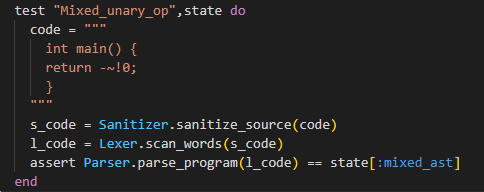 test "Mixed_unary_op",state do
  code = """
    int main() {
    return -~!0;
    }
  """
  s_code = Sanitizer.sanitize_source(code)
  l_code = Lexer.scan_words(s_code)
  assert Parser.parse_program(l_code) == state[:mixed_ast]
end